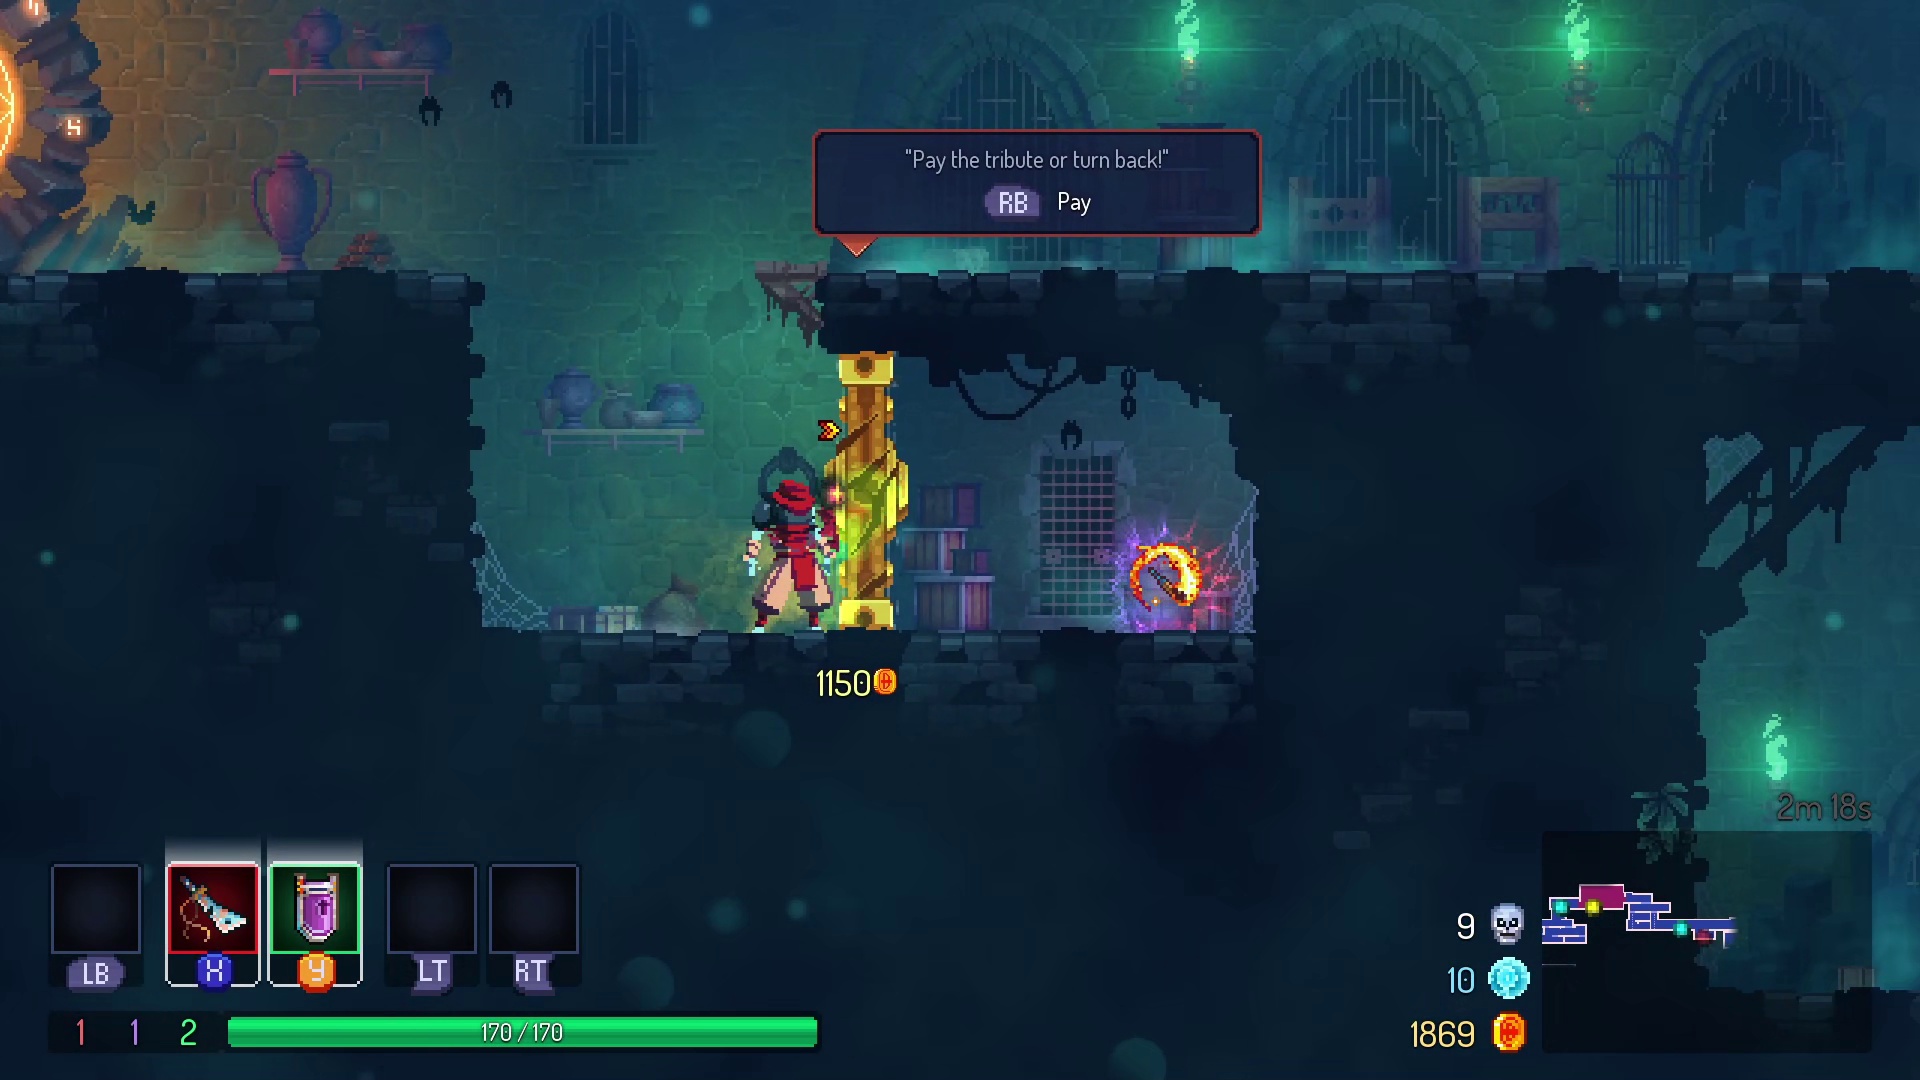 "Pay the tribute or turn back!"
RB Pay
1150
2m 18s
LB
X
Y
LT
RT
9
10
1869
1 1 2
170 / 170